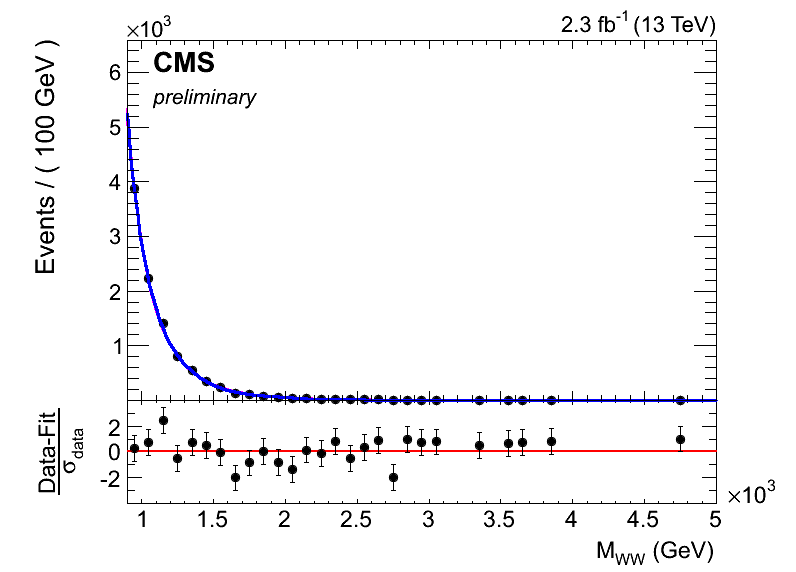 ×10³ 2.3 fb⁻¹ (13 TeV)
CMS
preliminary
Events / ( 100 GeV )
6
5
4
3
2
1
Data-Fit
σdata
2
0
-2
1 1.5 2 2.5 3 3.5 4 4.5 5
×10³
MWW (GeV)